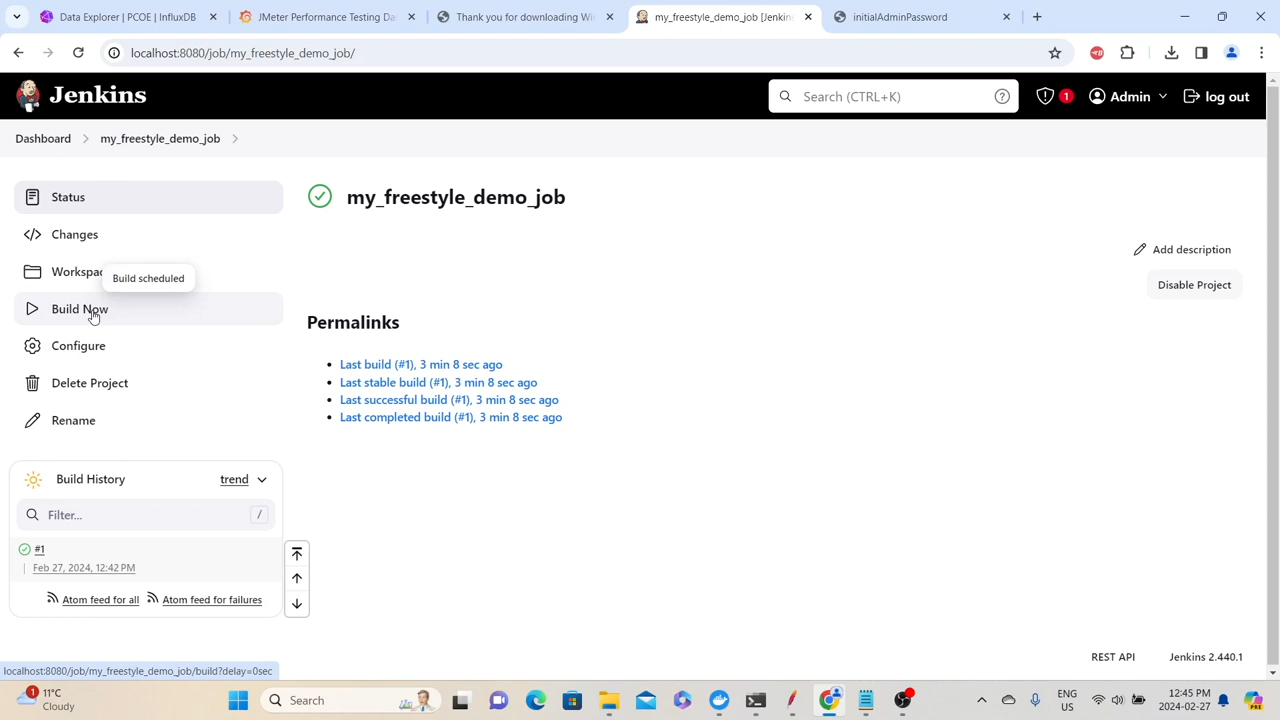 Data Explorer | PCOE | InfluxDB
JMeter Performance Testing Da
Thank you for downloading Wi
my_freestyle_demo_job [Jenkins
initialAdminPassword
localhost:8080/job/my_freestyle_demo_job/
Jenkins
Search (CTRL+K)
1
Admin
log out
Dashboard
my_freestyle_demo_job
Status
my_freestyle_demo_job
Changes
Add description
Workspac
Build scheduled
Disable Project
Build Now
Permalinks
Configure
Last build (#1), 3 min 8 sec ago
Delete Project
Last stable build (#1), 3 min 8 sec ago
Last successful build (#1), 3 min 8 sec ago
Rename
Last completed build (#1), 3 min 8 sec ago
Build History
trend
Filter...
/
#1
Feb 27, 2024, 12:42 PM
Atom feed for all
Atom feed for failures
REST API
Jenkins 2.440.1
localhost:8080/job/my_freestyle_demo_job/build?delay=0sec
1
11°C
Cloudy
Search
ENG
US
12:45 PM
2024-02-27
PRE